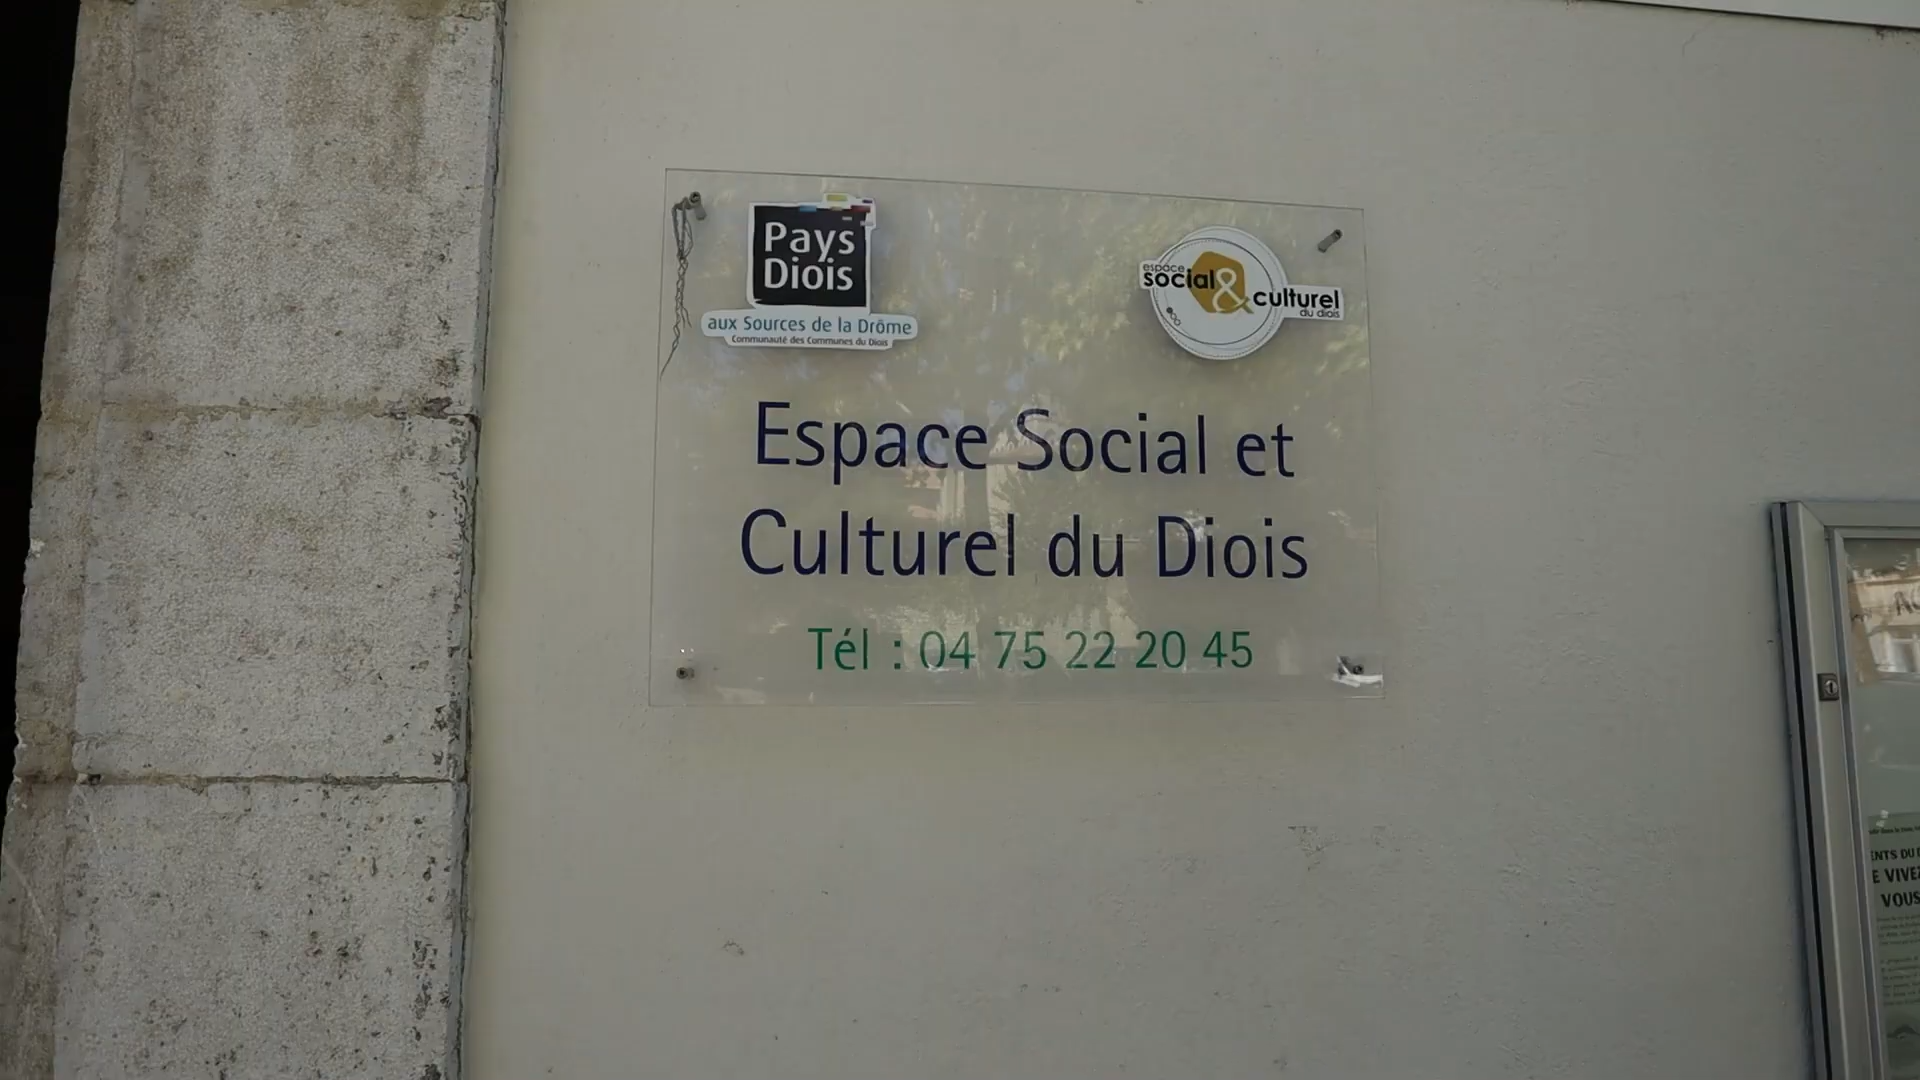 Pays
Diois
aux Sources de la Drôme
Communauté des Communes du Diois
espace
social & culturel
du diois
Espace Social et
Culturel du Diois
Tél : 04 75 22 20 45
VOUS